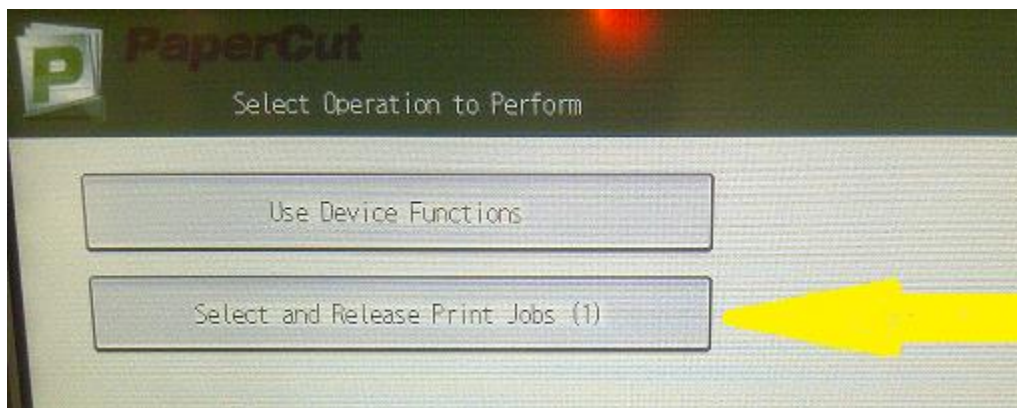 PaperCut
Select Operation to Perform
Use Device Functions
Select and Release Print Jobs (1)